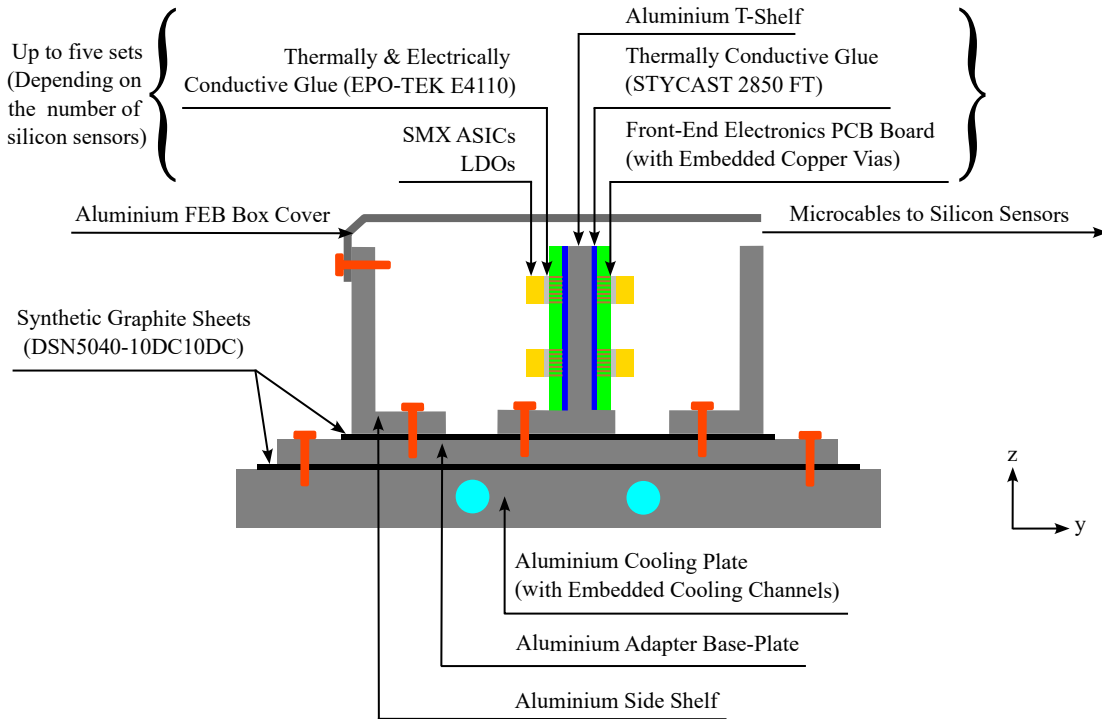 Aluminium T-Shelf
Up to five sets
(Depending on
the number of
silicon sensors)
Thermally & Electrically
Conductive Glue (EPO-TEK E4110)
Thermally Conductive Glue
(STYCAST 2850 FT)
SMX ASICs
LDOs
Front-End Electronics PCB Board
(with Embedded Copper Vias)
Aluminium FEB Box Cover
Microcables to Silicon Sensors
Synthetic Graphite Sheets
(DSN5040-10DC10DC)
z
y
Aluminium Cooling Plate
(with Embedded Cooling Channels)
Aluminium Adapter Base-Plate
Aluminium Side Shelf